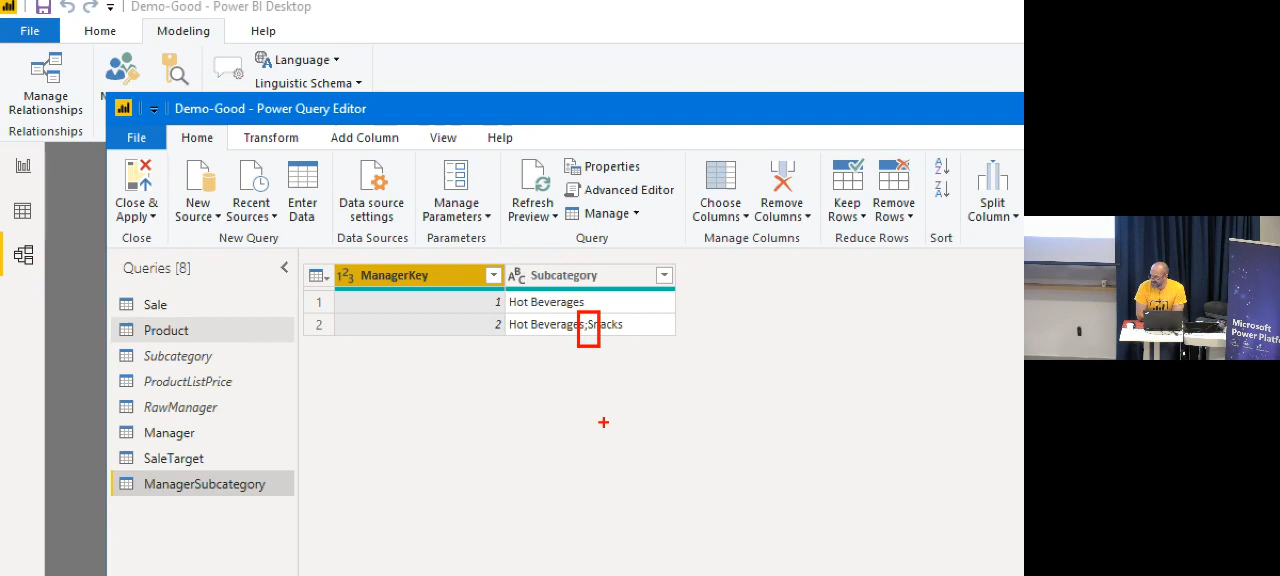 Demo-Good - Power BI Desktop
File Home Modeling Help
Manage Relationships
Language
Linguistic Schema
Relationships
Demo-Good - Power Query Editor
File Home Transform Add Column View Help
Close & Apply
New Source
Recent Sources
Enter Data
Data source settings
Manage Parameters
Refresh Preview
Properties
Advanced Editor
Manage
Choose Columns
Remove Columns
Keep Rows
Remove Rows
Split Column
Close New Query Data Sources Parameters Query Manage Columns Reduce Rows Sort
Queries [8]
Sale
Product
Subcategory
ProductListPrice
RawManager
Manager
SaleTarget
ManagerSubcategory
ManagerKey Subcategory
1 1 Hot Beverages
2 2 Hot Beverages;Snacks
Microsoft
Power Platf